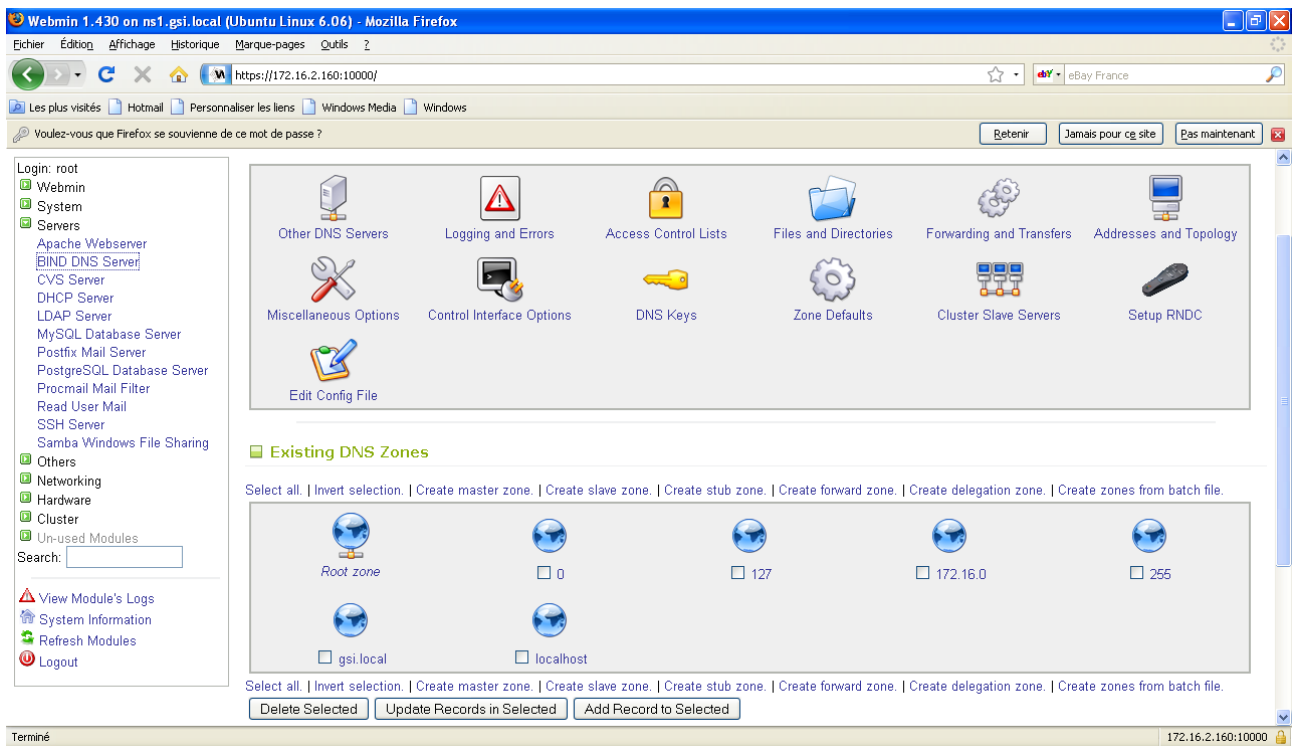 Webmin 1.430 on ns1.gsi.local (Ubuntu Linux 6.06) - Mozilla Firefox
Fichier Édition Affichage Historique Marque-pages Outils ?
https://172.16.2.160:10000/
eBay France
Les plus visités Hotmail Personnaliser les liens Windows Media Windows
Voulez-vous que Firefox se souvienne de ce mot de passe ? Retenir Jamais pour ce site Pas maintenant
Login: root
Webmin
System
Servers
Apache Webserver
BIND DNS Server
CVS Server
DHCP Server
LDAP Server
MySQL Database Server
Postfix Mail Server
PostgreSQL Database Server
Procmail Mail Filter
Read User Mail
SSH Server
Samba Windows File Sharing
Others
Networking
Hardware
Cluster
Un-used Modules
Search:
View Module's Logs
System Information
Refresh Modules
Logout
Other DNS Servers Logging and Errors Access Control Lists Files and Directories Forwarding and Transfers Addresses and Topology
Miscellaneous Options Control Interface Options DNS Keys Zone Defaults Cluster Slave Servers Setup RNDC
Edit Config File
Existing DNS Zones
Select all. | Invert selection. | Create master zone. | Create slave zone. | Create stub zone. | Create forward zone. | Create delegation zone. | Create zones from batch file.
Root zone 0 127 172.16.0 255
gsi.local localhost
Select all. | Invert selection. | Create master zone. | Create slave zone. | Create stub zone. | Create forward zone. | Create delegation zone. | Create zones from batch file.
Delete Selected Update Records in Selected Add Record to Selected
Terminé 172.16.2.160:10000